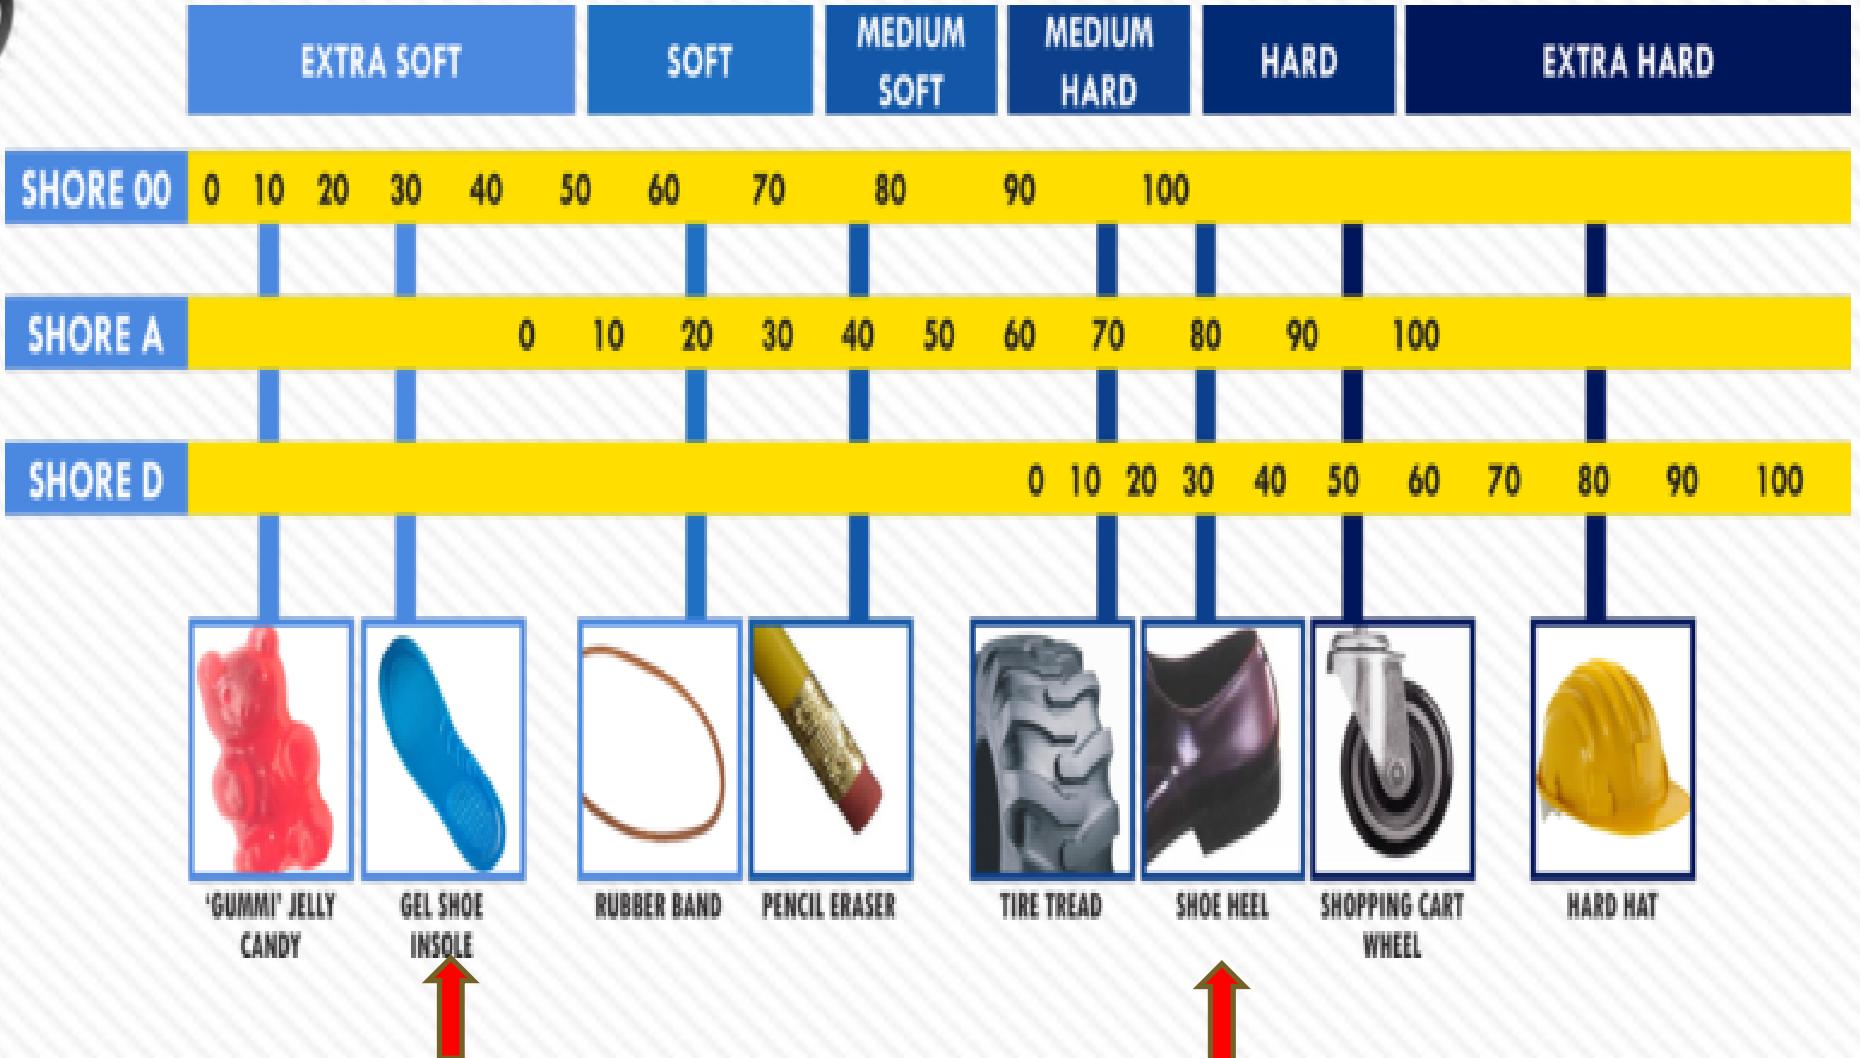 EXTRA SOFT
SOFT
MEDIUM
SOFT
MEDIUM
HARD
HARD
EXTRA HARD
SHORE 00 0 10 20 30 40 50 60 70 80 90 100
SHORE A 0 10 20 30 40 50 60 70 80 90 100
SHORE D 0 10 20 30 40 50 60 70 80 90 100
'GUMMI' JELLY
CANDY
GEL SHOE
INSOLE
RUBBER BAND
PENCIL ERASER
TIRE TREAD
SHOE HEEL
SHOPPING CART
WHEEL
HARD HAT